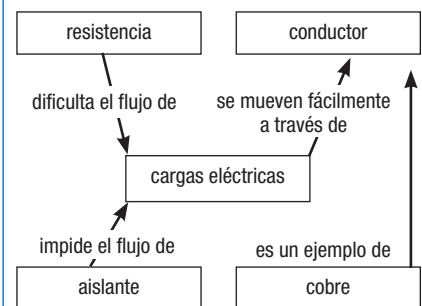 resistencia
conductor
dificulta el flujo de
se mueven fácilmente
a través de
cargas eléctricas
impide el flujo de
es un ejemplo de
aislante
cobre